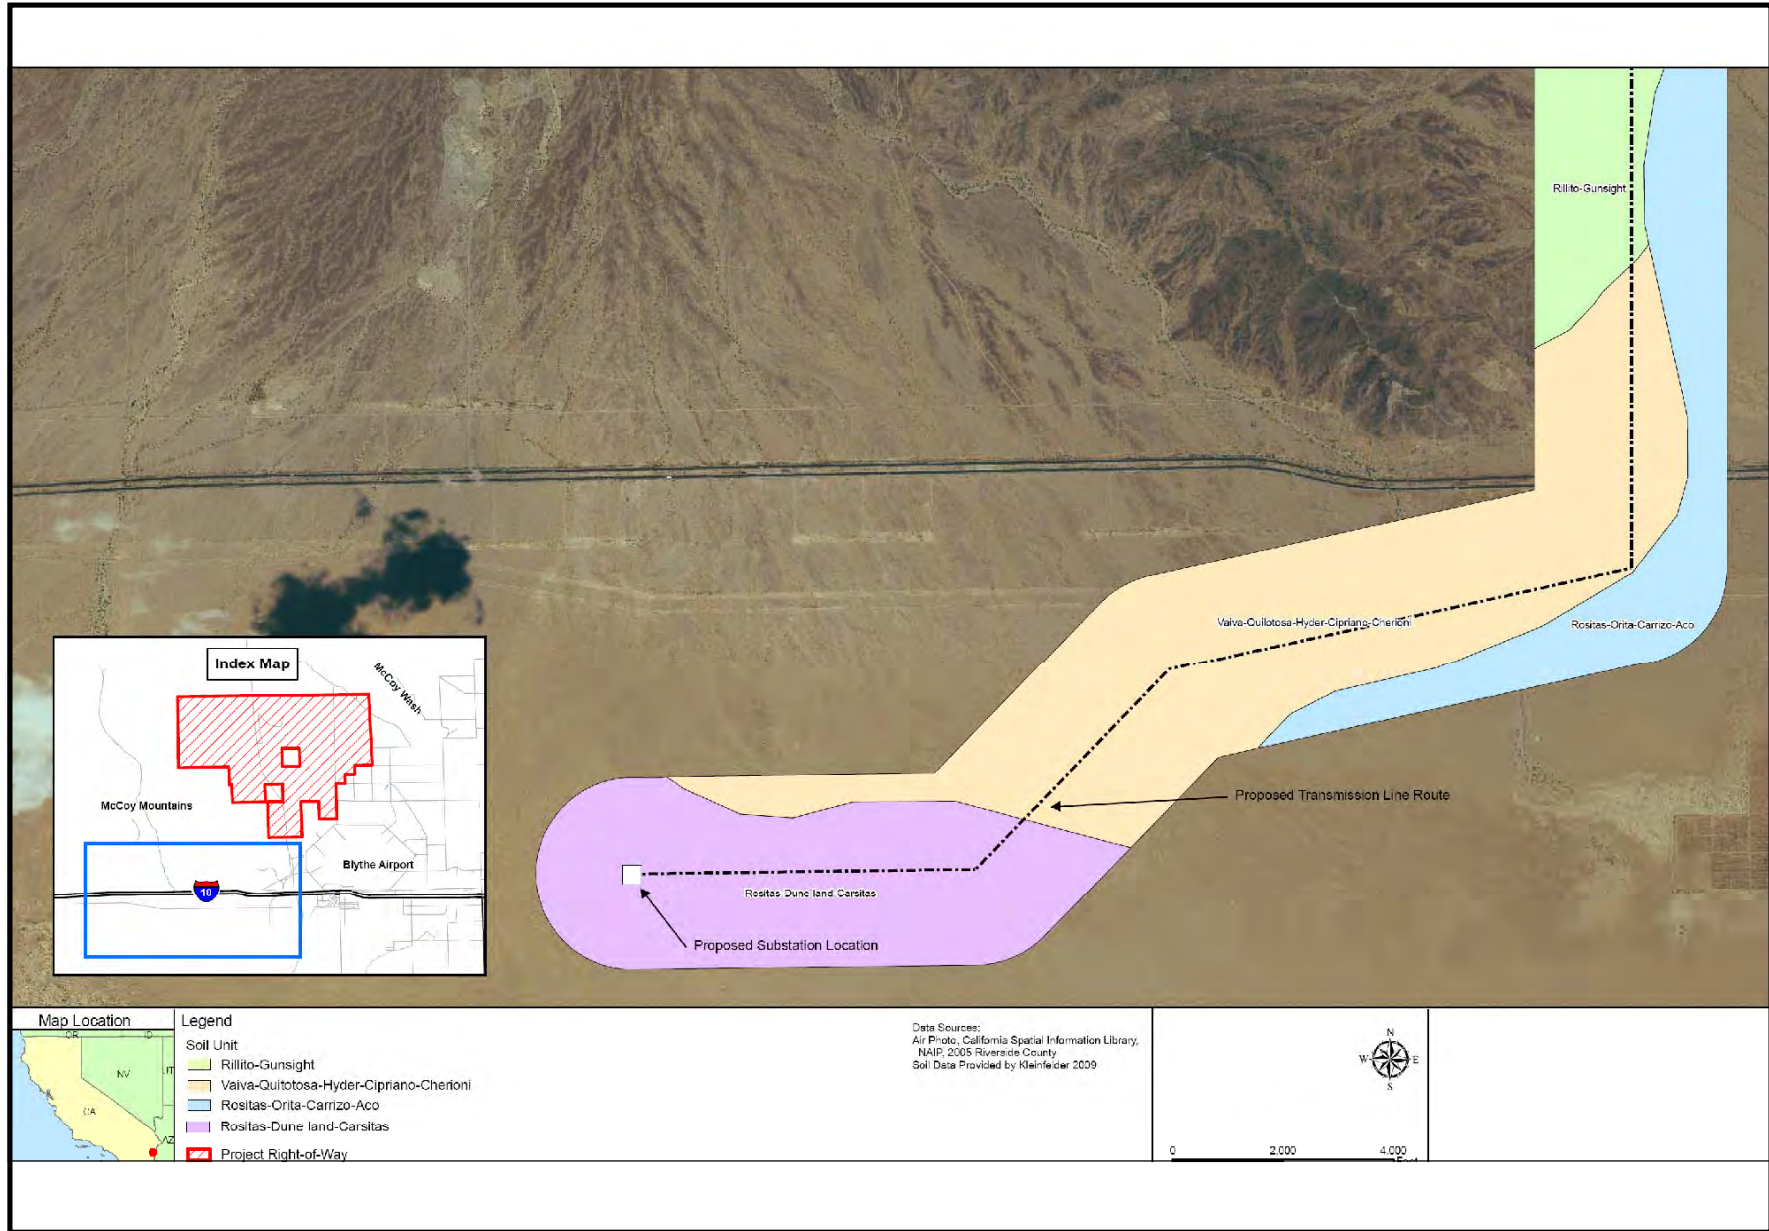 Rillito-Gunsight
Vaiva-Quilotosa-Hyder-Cipriano-Cherioni
Rositas-Orita-Carrizo-Aco
Proposed Transmission Line Route
Rositas-Dune land-Carsitas
Proposed Substation Location
Index Map
McCoy Wash
McCoy Mountains
Blythe Airport
10
Map Location
OR
ID
NV
UT
CA
AZ
Legend
Soil Unit
Rillito-Gunsight
Vaiva-Quitotosa-Hyder-Cipriano-Cherioni
Rositas-Orita-Carrizo-Aco
Rositas-Dune land-Carsitas
Project Right-of-Way
Data Sources:
Air Photo, California Spatial Information Library,
NAIP, 2005 Riverside County
Soil Data Provided by Kleinfelder 2009
N
W
E
S
0
2,000
4,000
Feet